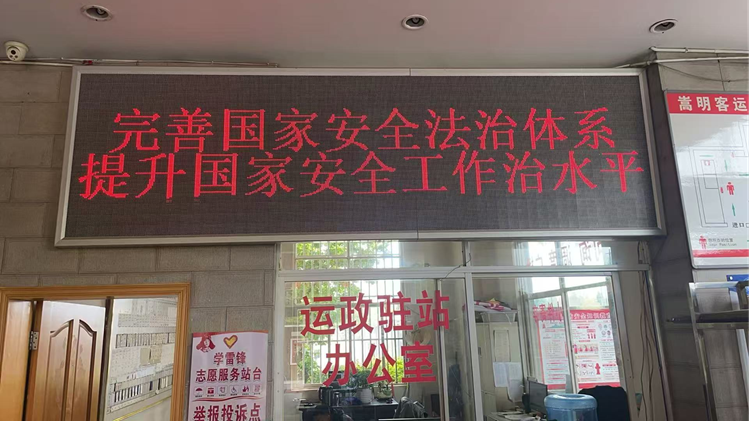 完善国家安全法治体系
提升国家安全工作治水平
嵩明客运
运政驻站
办公室
学雷锋
志愿服务站台
举报投诉点